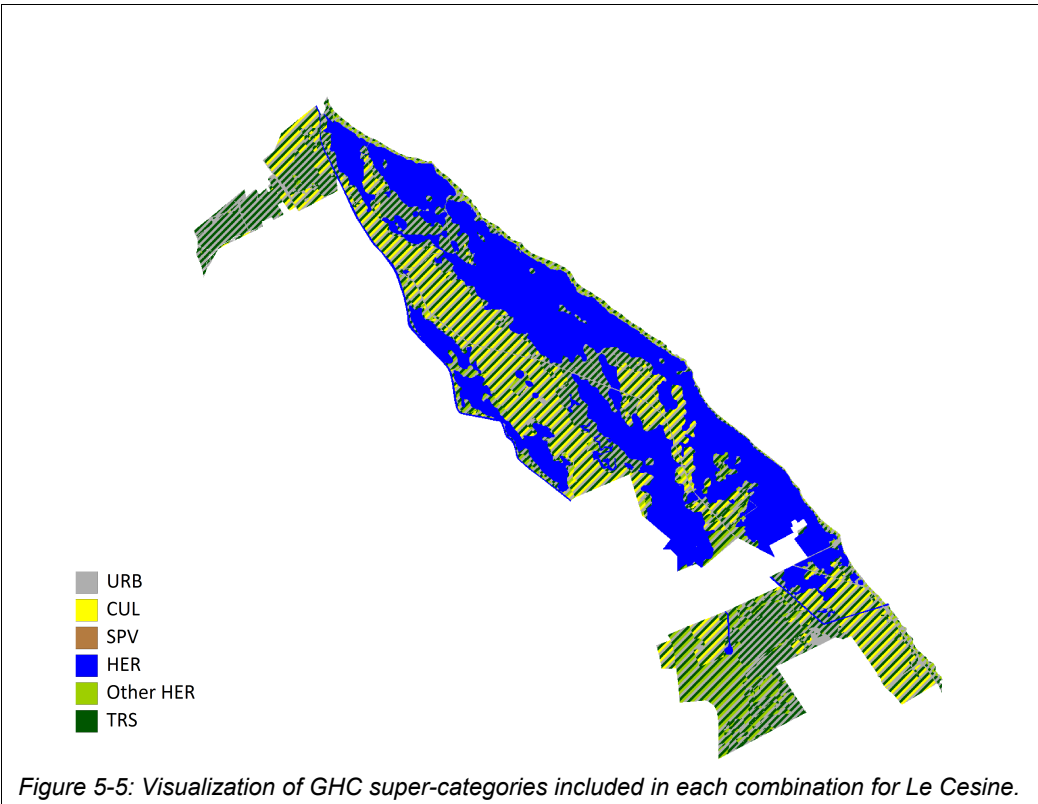 URB
CUL
SPV
HER
Other HER
TRS
Figure 5-5: Visualization of GHC super-categories included in each combination for Le Cesine.